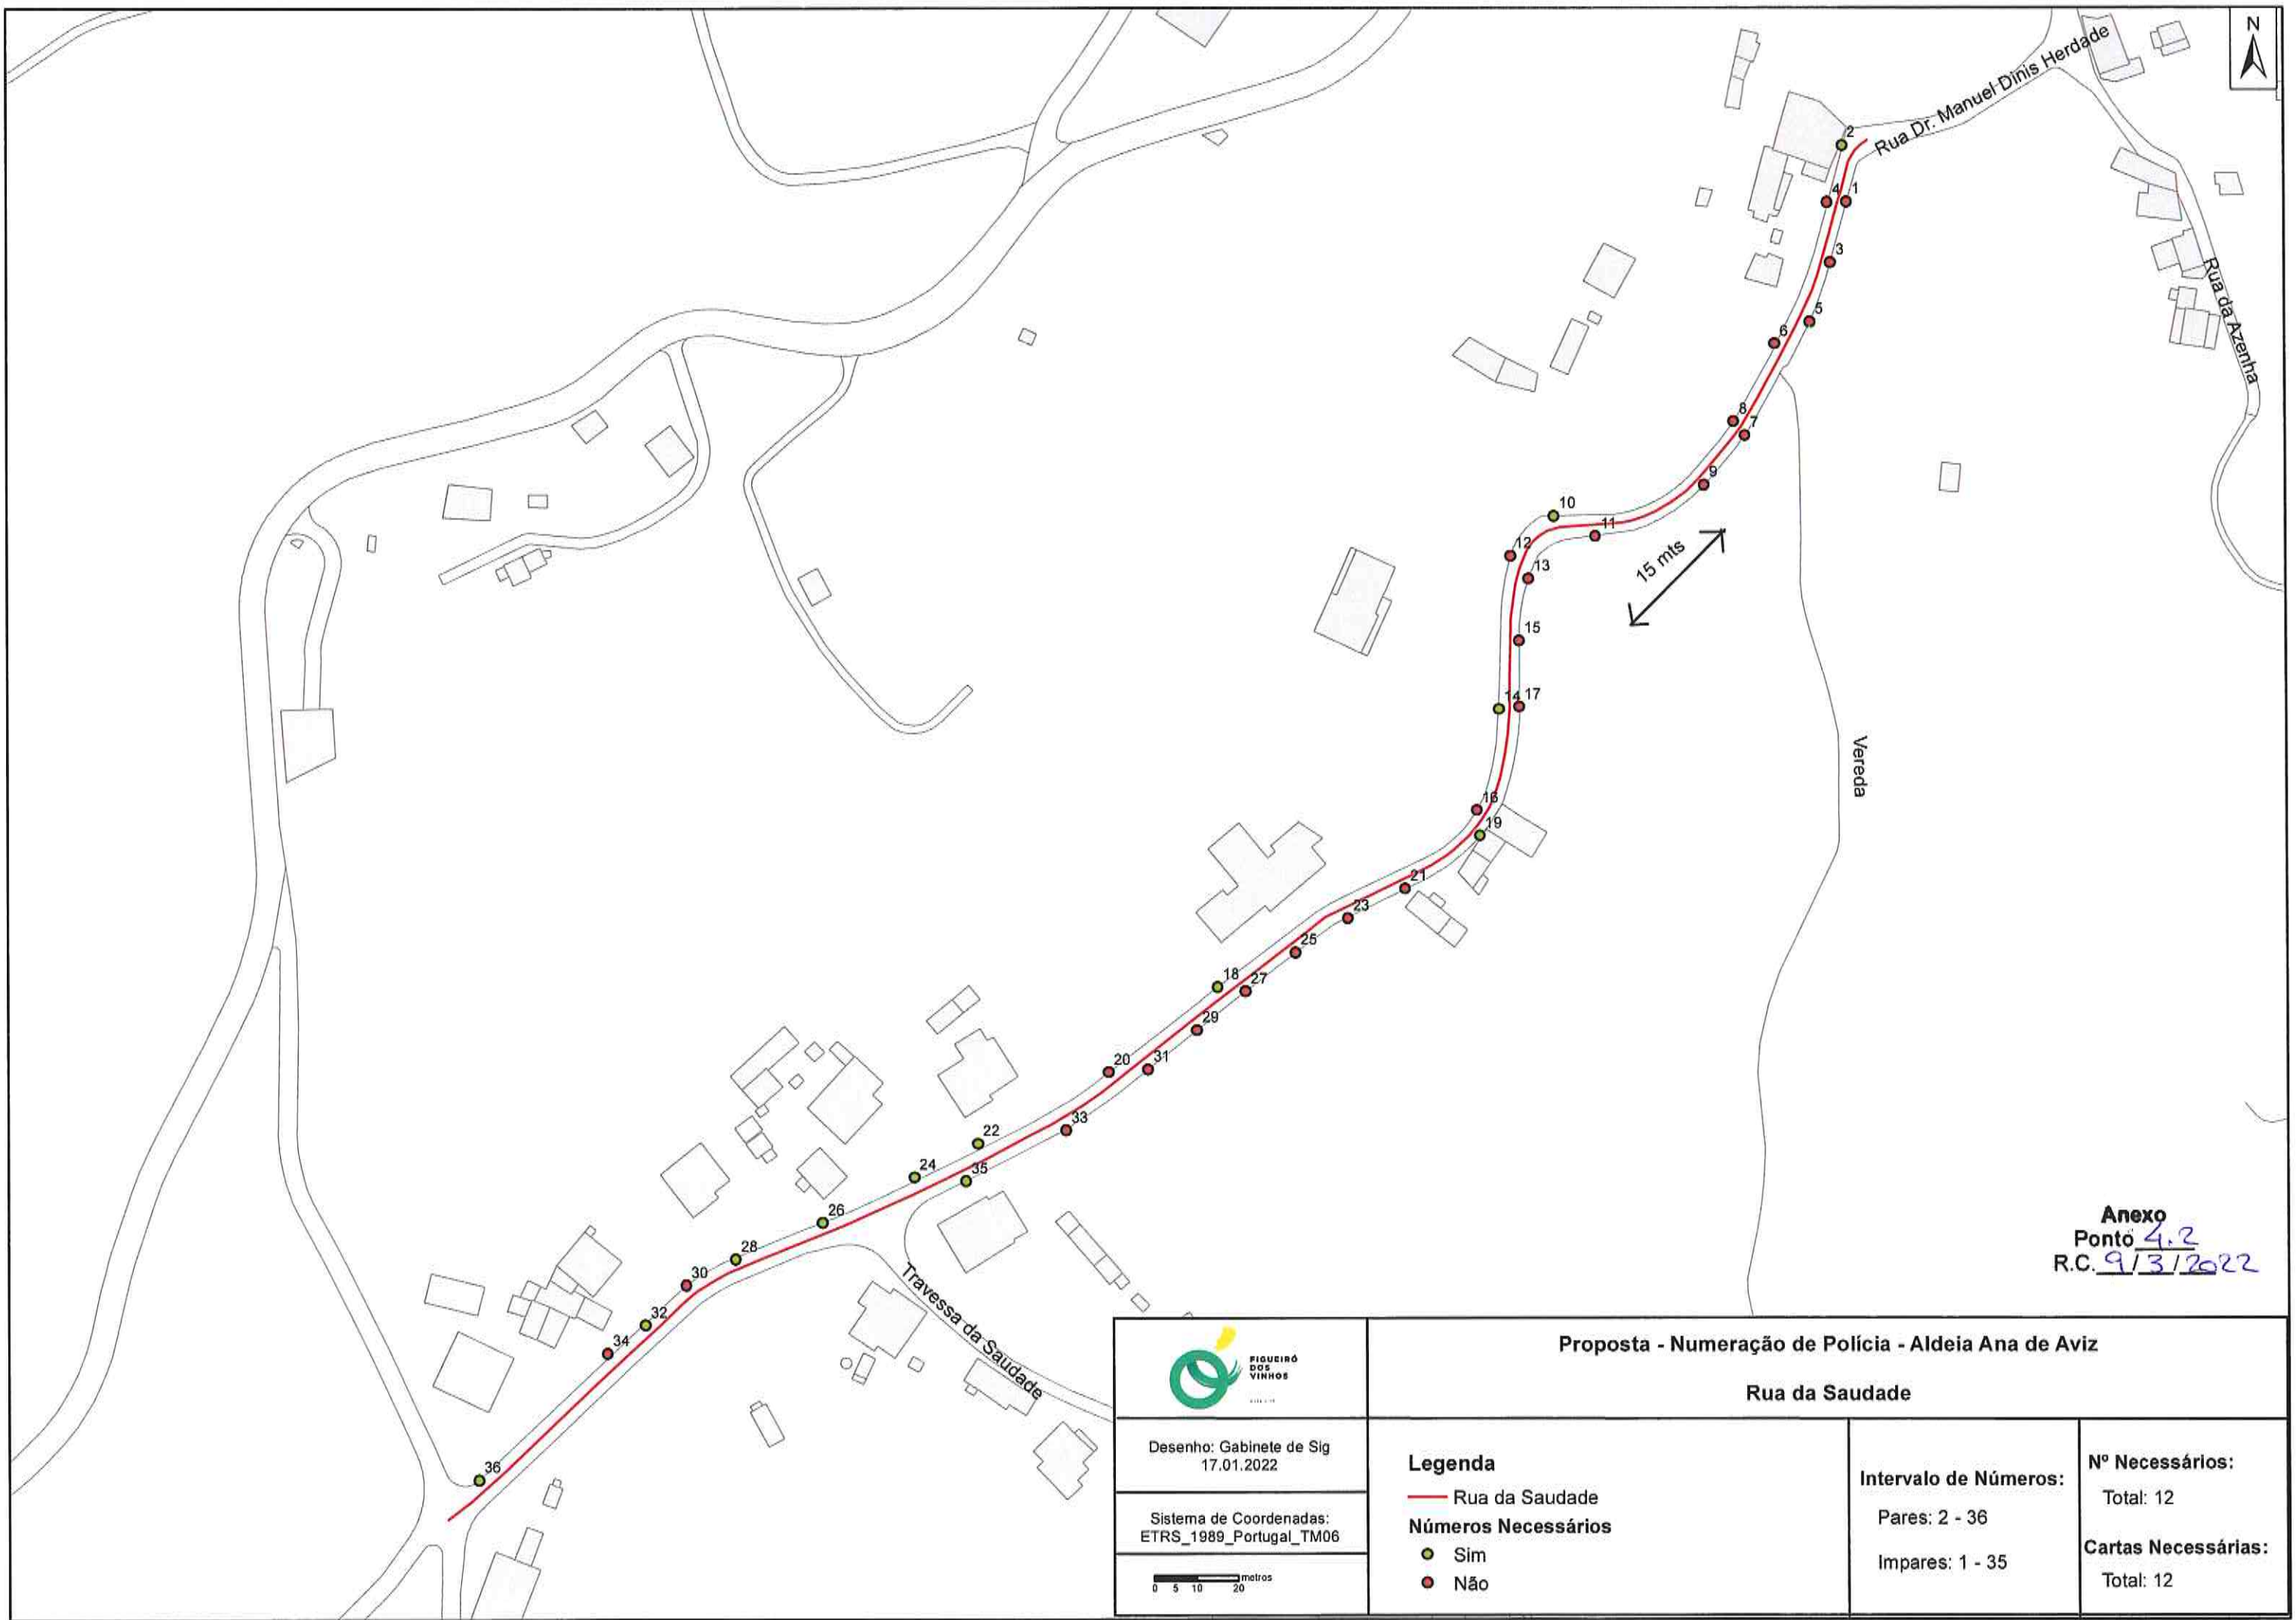 N
Rua Dr. Manuel Dinis Herdade
2
4
1
3
Rua da Azenha
5
6
8
7
9
10
11
12
15 mts
13
15
14
17
Vereda
16
19
21
23
25
18
27
29
20
31
33
22
24
35
26
28
30
Travessa da Saudade
32
34
36
Anexo
Ponto 4.2
R.C. 9/3/2022
FIGUEIRÓ
DOS
VINHOS
Proposta - Numeração de Polícia - Aldeia Ana de Aviz
Rua da Saudade
Desenho: Gabinete de Sig
17.01.2022
Sistema de Coordenadas:
ETRS_1989_Portugal_TM06
metros
0 5 10 20
Legenda
Rua da Saudade
Números Necessários
Sim
Não
Intervalo de Números:
Pares: 2 - 36
Impares: 1 - 35
Nº Necessários:
Total: 12
Cartas Necessárias:
Total: 12